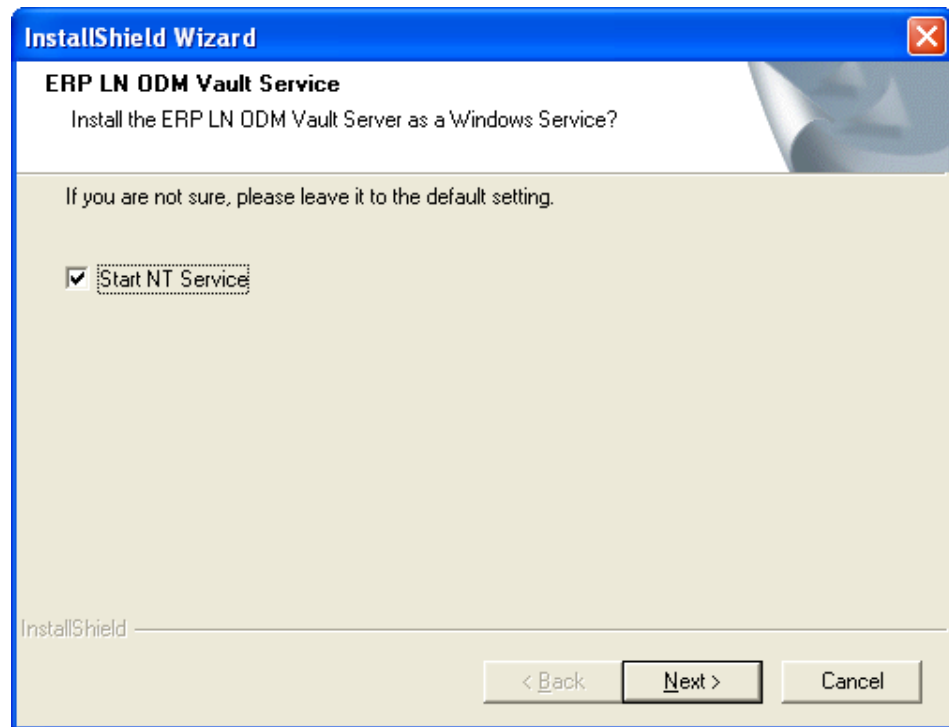 InstallShield Wizard
ERP LN ODM Vault Service
Install the ERP LN ODM Vault Server as a Windows Service?
If you are not sure, please leave it to the default setting.
Start NT Service
InstallShield
< Back Next > Cancel